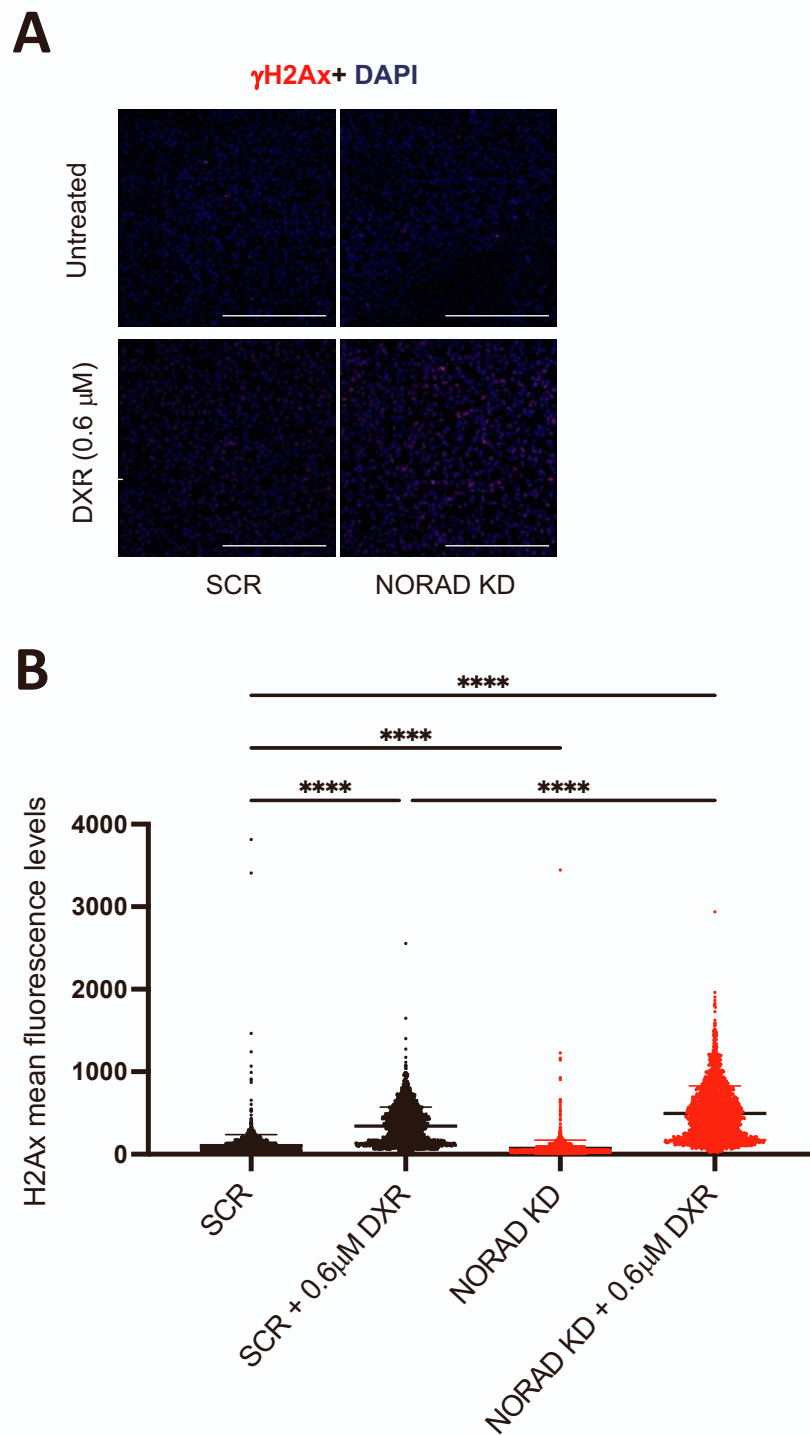 A
γH2Ax+ DAPI
Untreated
DXR (0.6 μM)
SCR
NORAD KD
B
****
****
****
****
H2Ax mean fluorescence levels
4000
3000
2000
1000
0
SCR
SCR + 0.6μM DXR
NORAD KD
NORAD KD + 0.6μM DXR